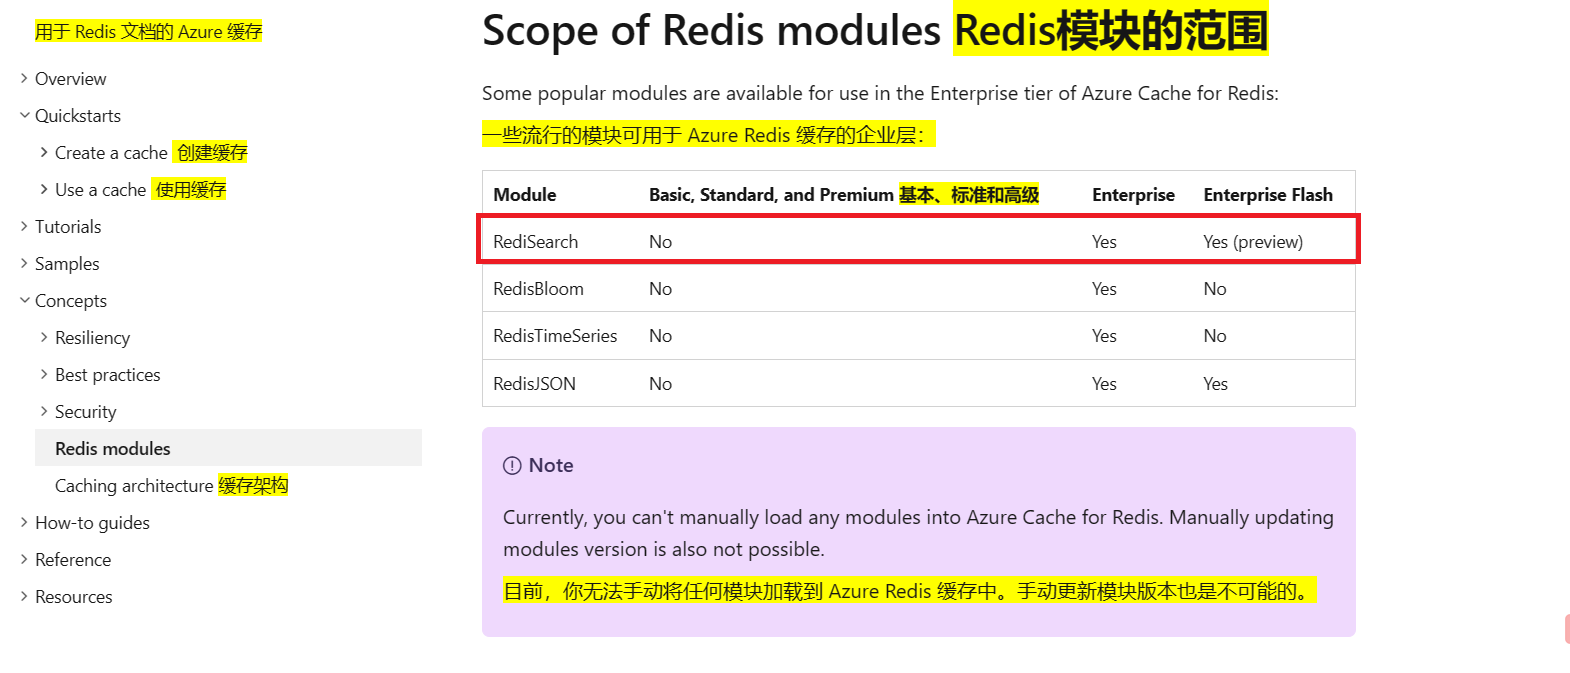 用于 Redis 文档的 Azure 缓存
Overview
Quickstarts
Create a cache 创建缓存
Use a cache 使用缓存
Tutorials
Samples
Concepts
Resiliency
Best practices
Security
Redis modules
Caching architecture 缓存架构
How-to guides
Reference
Resources
Scope of Redis modules Redis模块的范围
Some popular modules are available for use in the Enterprise tier of Azure Cache for Redis:
一些流行的模块可用于 Azure Redis 缓存的企业层：
Module Basic, Standard, and Premium 基本、标准和高级 Enterprise Enterprise Flash
RediSearch No Yes Yes (preview)
RedisBloom No Yes No
RedisTimeSeries No Yes No
RedisJSON No Yes Yes
Note
Currently, you can't manually load any modules into Azure Cache for Redis. Manually updating
modules version is also not possible.
目前，你无法手动将任何模块加载到 Azure Redis 缓存中。手动更新模块版本也是不可能的。